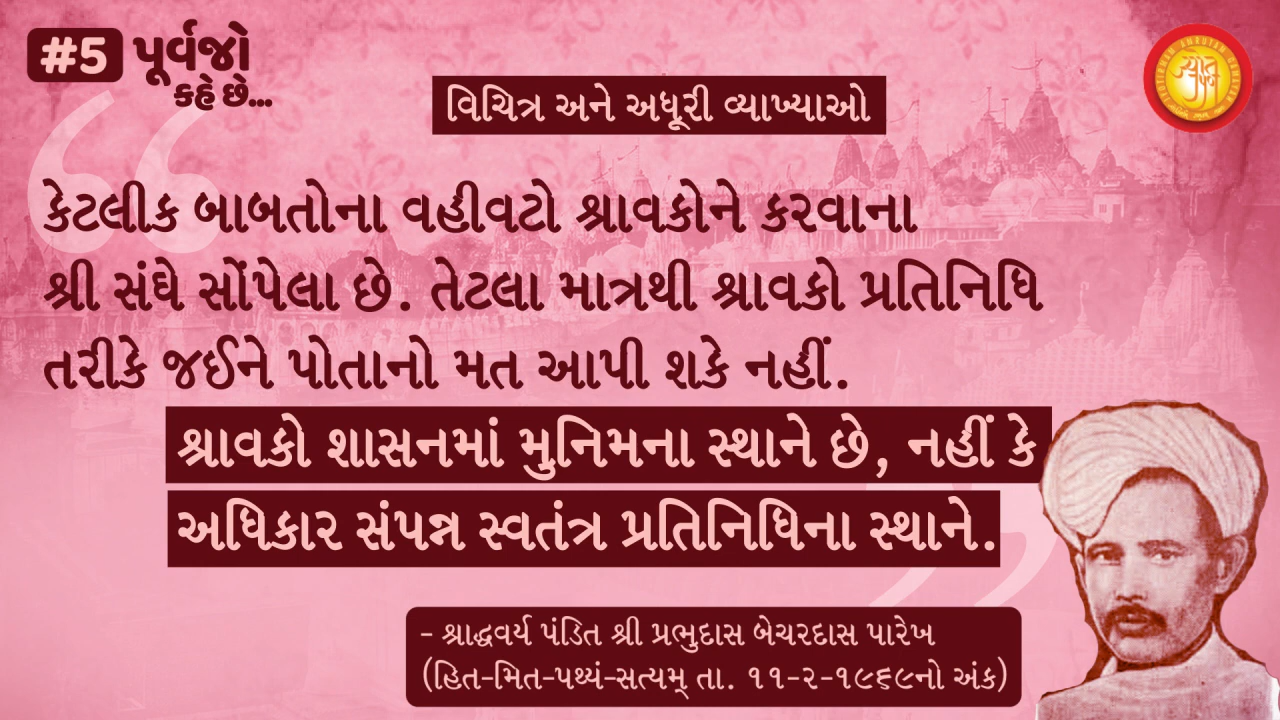 #5 પૂર્વજો
કહે છે...
વિચિત્ર અને અધૂરી વ્યાખ્યાઓ
કેટલીક બાબતોના વહીવટો શ્રાવકોને કરવાના
શ્રી સંઘે સોંપેલા છે. તેટલા માત્રથી શ્રાવકો પ્રતિનિધિ
તરીકે જઈને પોતાનો મત આપી શકે નહીં.
શ્રાવકો શાસનમાં મુનિમના સ્થાને છે, નહીં કે
અધિકાર સંપન્ન સ્વતંત્ર પ્રતિનિધિના સ્થાને.
- શ્રાદ્ધવર્ય પંડિત શ્રી પ્રભુદાસ બેચરદાસ પારેખ
(હિત-મિત-પથ્યં-સત્યમ્ તા. ૧૧-૨-૧૯૬૯નો અંક)